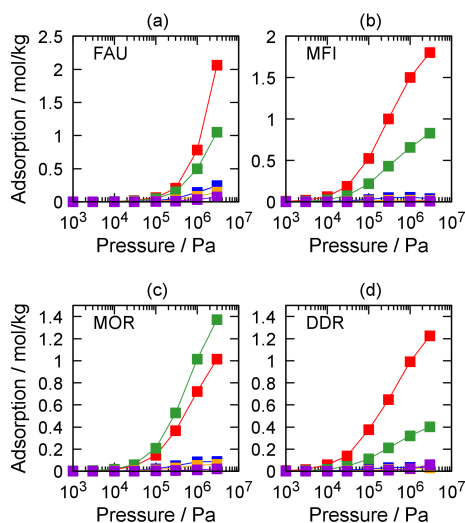 (a)
FAU
Adsorption / mol/kg
2.5
2
1.5
1
0.5
0
10³ 10⁴ 10⁵ 10⁶ 10⁷
Pressure / Pa
(b)
MFI
2
1.5
1
0.5
0
10³ 10⁴ 10⁵ 10⁶ 10⁷
Pressure / Pa
(c)
MOR
Adsorption / mol/kg
1.4
1.2
1
0.8
0.6
0.4
0.2
0
10³ 10⁴ 10⁵ 10⁶ 10⁷
Pressure / Pa
(d)
DDR
1.4
1.2
1
0.8
0.6
0.4
0.2
0
10³ 10⁴ 10⁵ 10⁶ 10⁷
Pressure / Pa